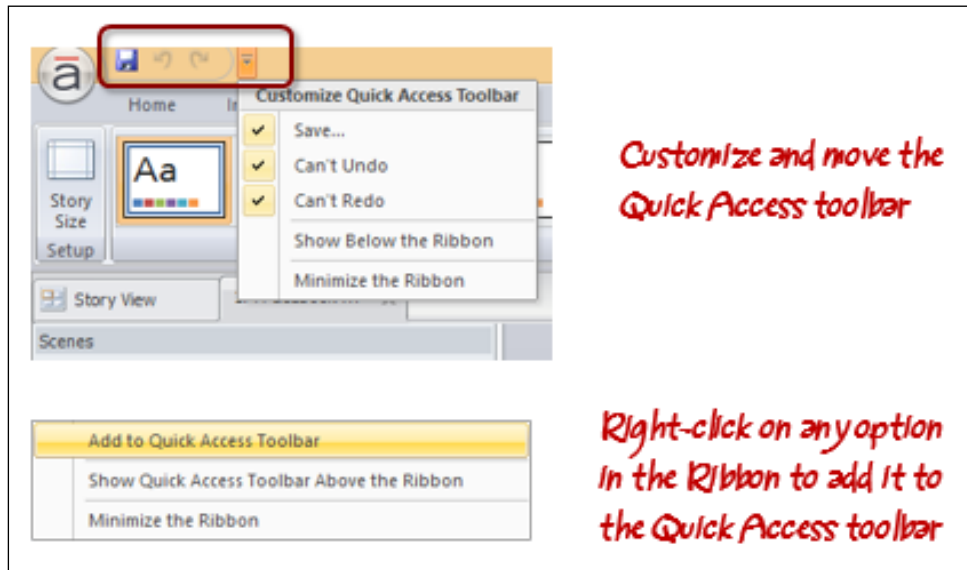 ā
Home
Customize Quick Access Toolbar
Save...
Aa
Can't Undo
Story
Size
Can't Redo
Setup
Show Below the Ribbon
Minimize the Ribbon
Story View
Scenes
Customize and move the
Quick Access toolbar
Add to Quick Access Toolbar
Show Quick Access Toolbar Above the Ribbon
Minimize the Ribbon
Right-click on any option
in the Ribbon to add it to
the Quick Access toolbar